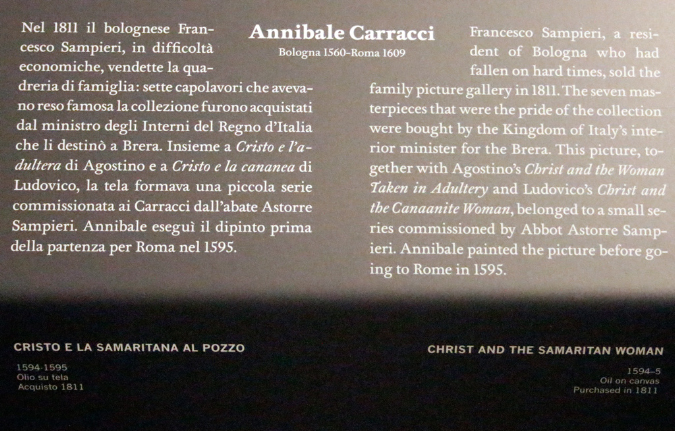 Annibale Carracci
Bologna 1560–Roma 1609
Nel 1811 il bolognese Fran-
cesco Sampieri, in difficoltà
economiche, vendette la qua-
dreria di famiglia: sette capolavori che aveva-
no reso famosa la collezione furono acquistati
dal ministro degli Interni del Regno d'Italia
che li destinò a Brera. Insieme a Cristo e l'a-
dultera di Agostino e a Cristo e la cananea di
Ludovico, la tela formava una piccola serie
commissionata ai Carracci dall'abate Astorre
Sampieri. Annibale eseguì il dipinto prima
della partenza per Roma nel 1595.
Francesco Sampieri, a resi-
dent of Bologna who had
fallen on hard times, sold the
family picture gallery in 1811. The seven mas-
terpieces that were the pride of the collection
were bought by the Kingdom of Italy's inte-
rior minister for the Brera. This picture, to-
gether with Agostino's Christ and the Woman
Taken in Adultery and Ludovico's Christ and
the Canaanite Woman, belonged to a small se-
ries commissioned by Abbot Astorre Samp-
ieri. Annibale painted the picture before go-
ing to Rome in 1595.
CRISTO E LA SAMARITANA AL POZZO
1594-1595
Olio su tela
Acquisto 1811
CHRIST AND THE SAMARITAN WOMAN
1594–5
Oil on canvas
Purchased in 1811